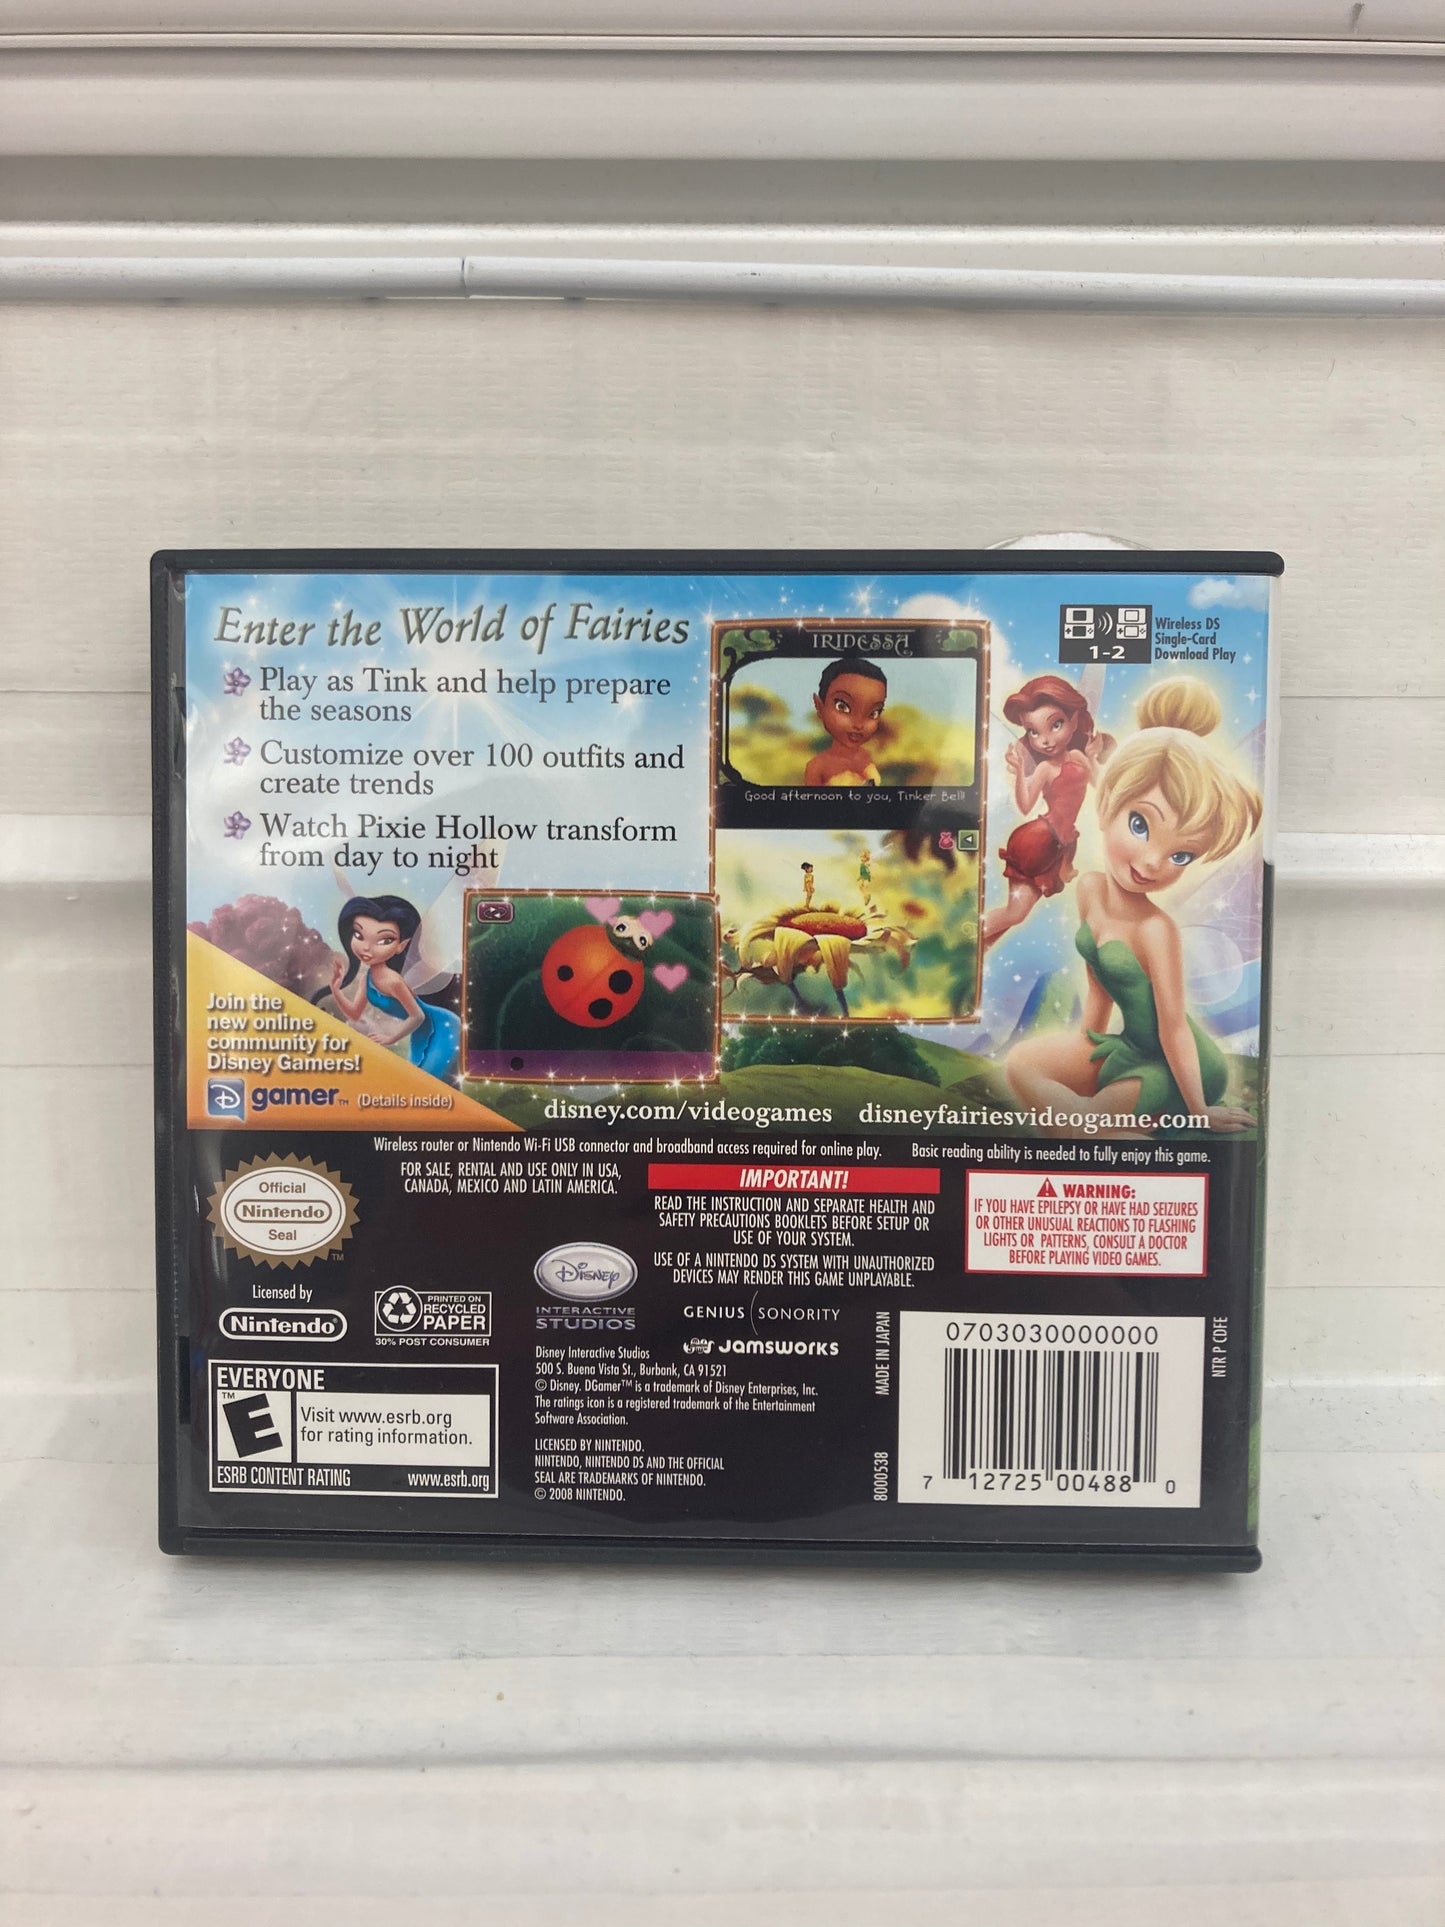 Enter the World of Fairies
Play as Tink and help prepare
the seasons
Customize over 100 outfits and
create trends
Watch Pixie Hollow transform
from day to night
IRIDESSA
Good afternoon to you, Tinker Bell!
1-2
Wireless DS
Single-Card
Download Play
Join the
new online
community for
Disney Gamers!
D gamer™ (Details inside)
disney.com/videogames disneyfairiesvideogame.com
Wireless router or Nintendo Wi-Fi USB connector and broadband access required for online play. Basic reading ability is needed to fully enjoy this game.
Official
Nintendo
Seal
TM
FOR SALE, RENTAL AND USE ONLY IN USA,
CANADA, MEXICO AND LATIN AMERICA.
IMPORTANT!
READ THE INSTRUCTION AND SEPARATE HEALTH AND
SAFETY PRECAUTIONS BOOKLETS BEFORE SETUP OR
USE OF YOUR SYSTEM.
USE OF A NINTENDO DS SYSTEM WITH UNAUTHORIZED
DEVICES MAY RENDER THIS GAME UNPLAYABLE.
WARNING:
IF YOU HAVE EPILEPSY OR HAVE HAD SEIZURES
OR OTHER UNUSUAL REACTIONS TO FLASHING
LIGHTS OR PATTERNS, CONSULT A DOCTOR
BEFORE PLAYING VIDEO GAMES.
Licensed by
Nintendo®
PRINTED ON
RECYCLED
PAPER
30% POST CONSUMER
Disney
INTERACTIVE
STUDIOS
GENIUS SONORITY
Jamsworks
Disney Interactive Studios
500 S. Buena Vista St., Burbank, CA 91521
© Disney. DGamer™ is a trademark of Disney Enterprises, Inc.
The ratings icon is a registered trademark of the Entertainment
Software Association.
LICENSED BY NINTENDO.
NINTENDO, NINTENDO DS AND THE OFFICIAL
SEAL ARE TRADEMARKS OF NINTENDO.
© 2008 NINTENDO.
EVERYONE
TM
E
Visit www.esrb.org
for rating information.
ESRB CONTENT RATING www.esrb.org
MADE IN JAPAN
8000538
0703030000000
7 12725 00488 0
NTR P CDFE